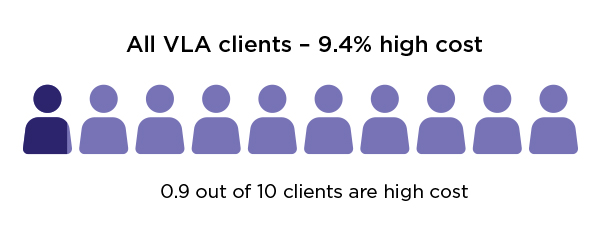 All VLA clients – 9.4% high cost
0.9 out of 10 clients are high cost